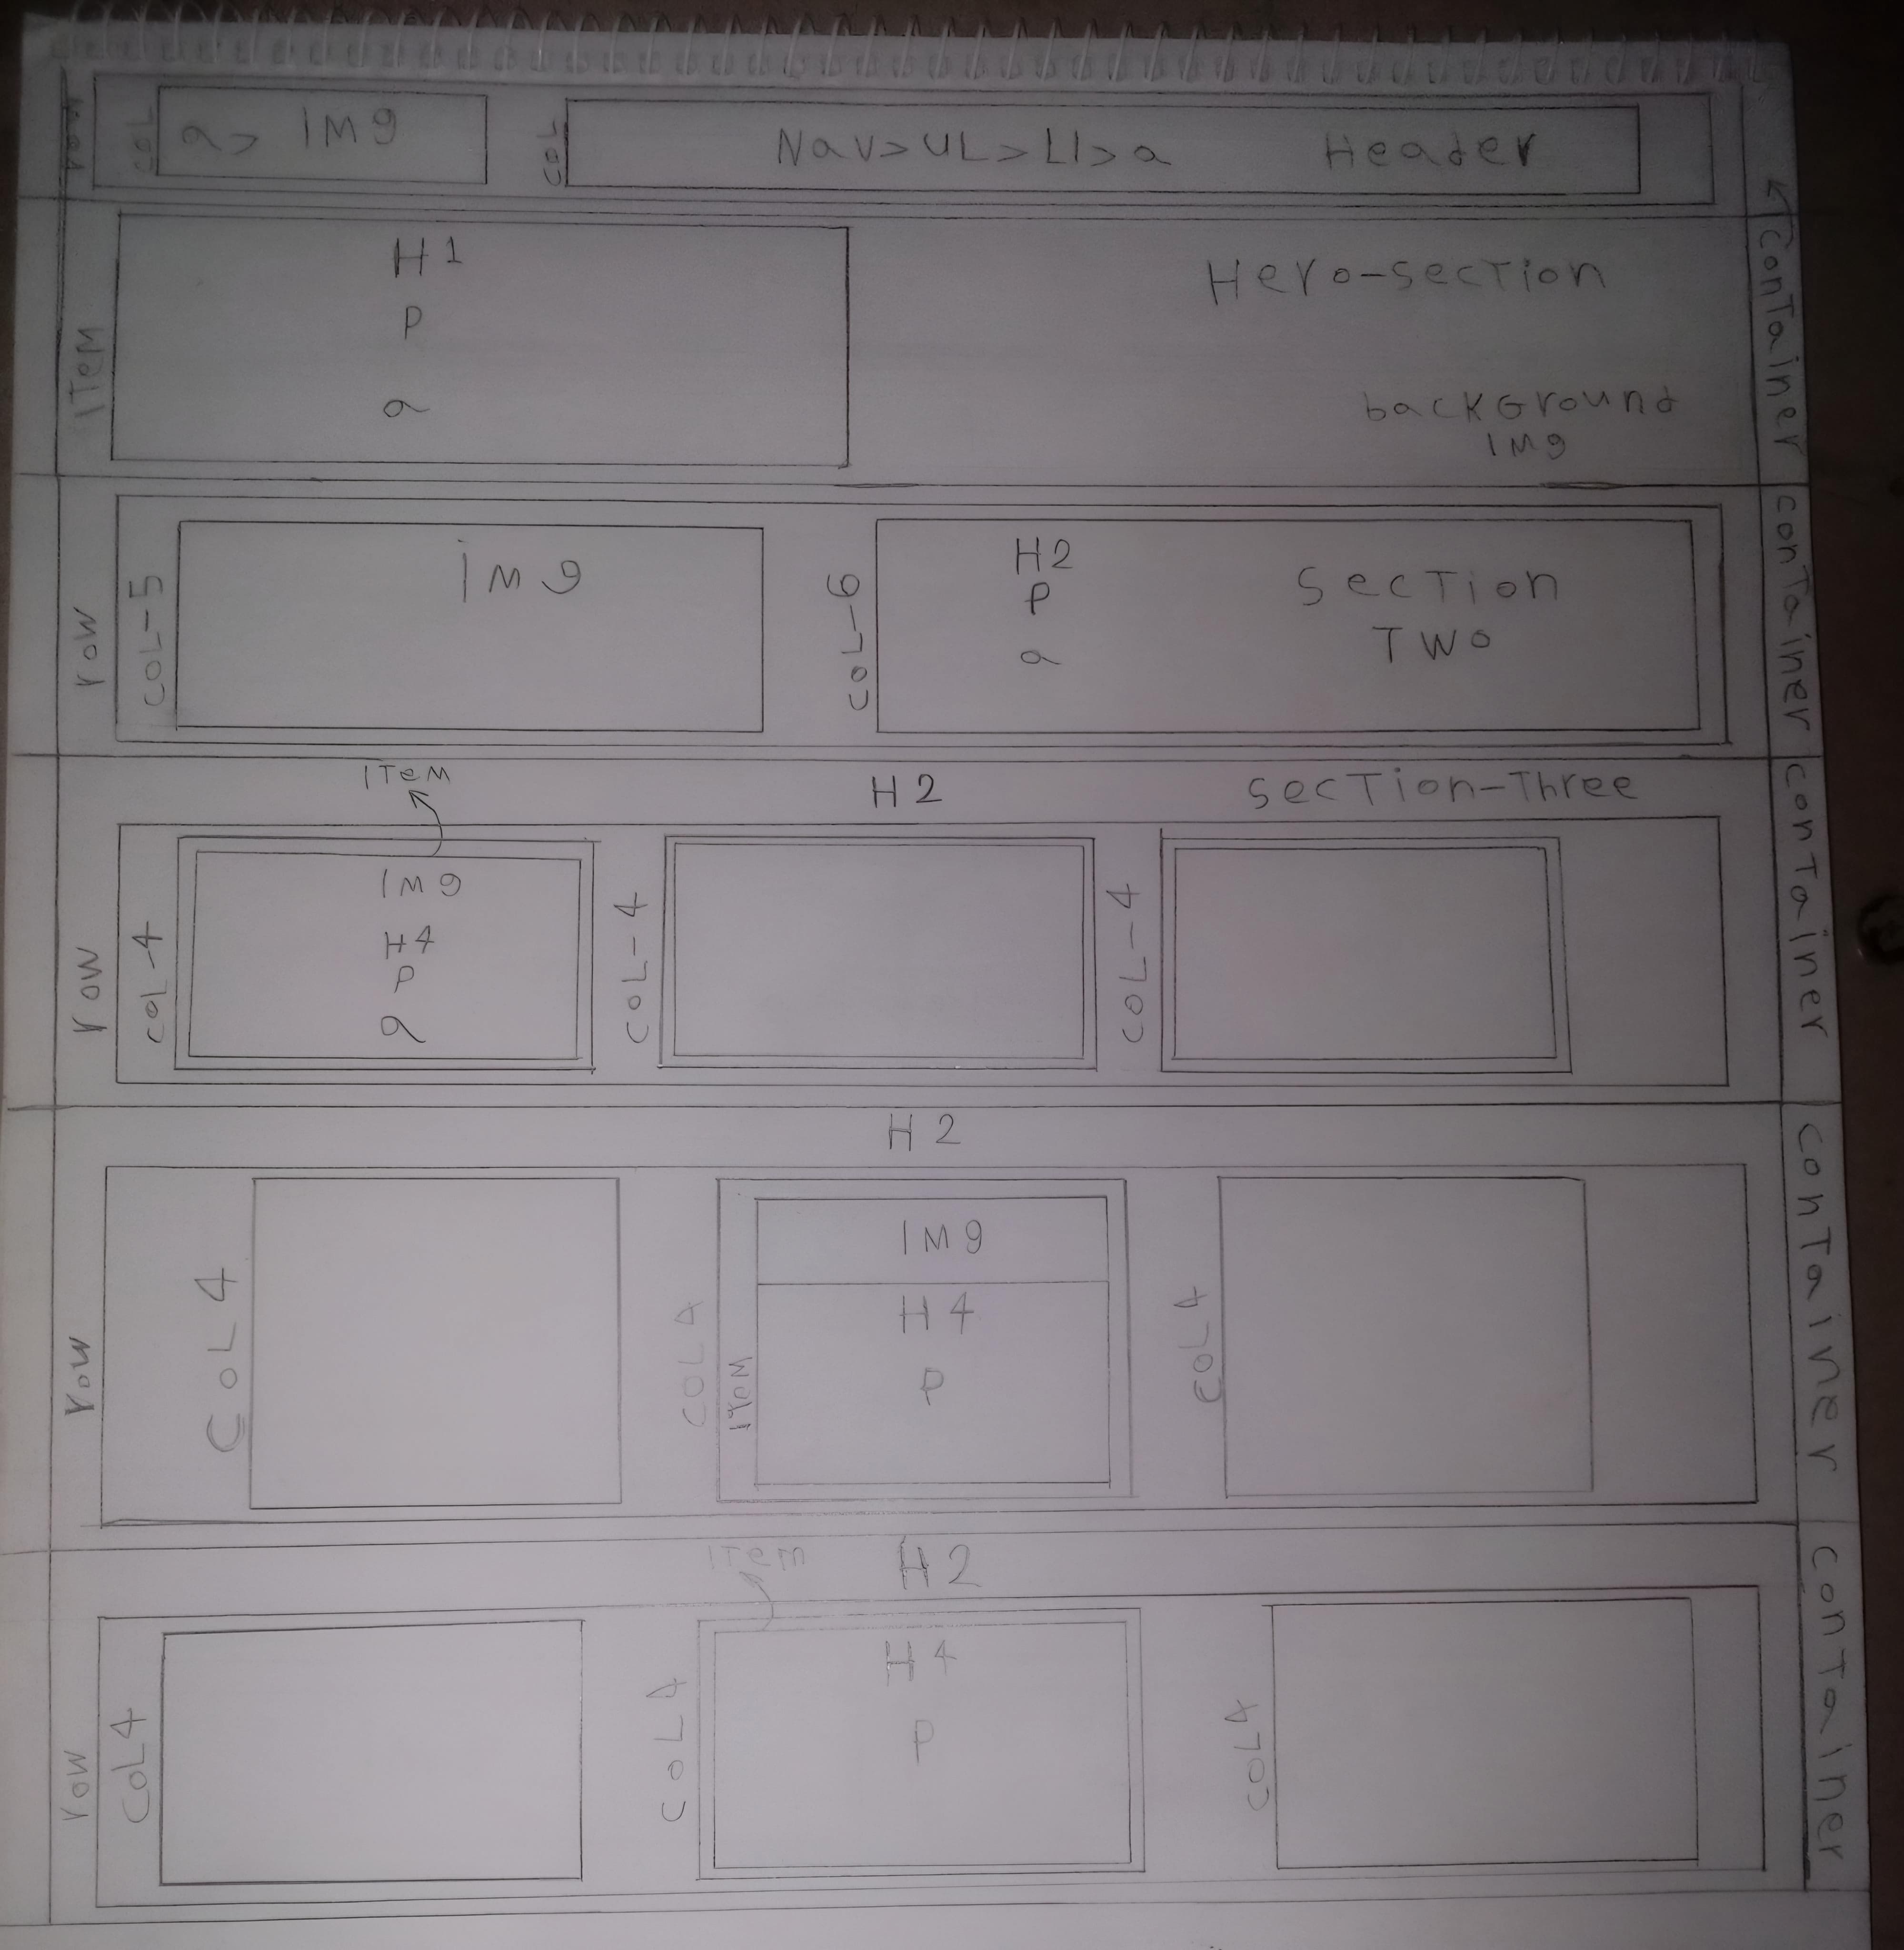 row
COL
a> IMg
COL
Nav>UL>LI>a
Header
ConTainer
ITeM
H1
P
a
Hero-secTion
backGround
IMg
conTainer
row
COL-5
IMg
COL-6
H2
P
a
SecTion
TWO
ITeM
H2
SecTion-Three
conTainer
row
COL-4
IMg
H4
P
a
COL-4
COL-4
H2
conTainer
row
COL4
COL4
ITeM
IMg
H4
P
COL4
ITem
H2
conTainer
row
COL4
COL4
H4
P
COL4